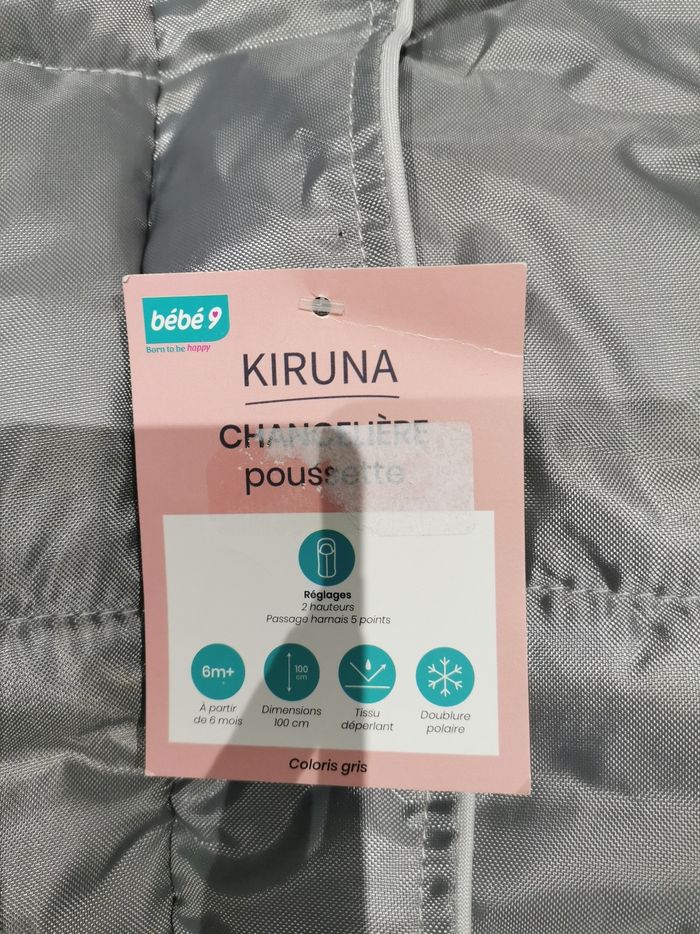 bébé 9
Born to be happy
KIRUNA
CHANCELIÈRE
poussette
Réglages
2 hauteurs
Passage harnais 5 points
6m+
100
cm
À partir
de 6 mois
Dimensions
100 cm
Tissu
déperlant
Doublure
polaire
Coloris gris